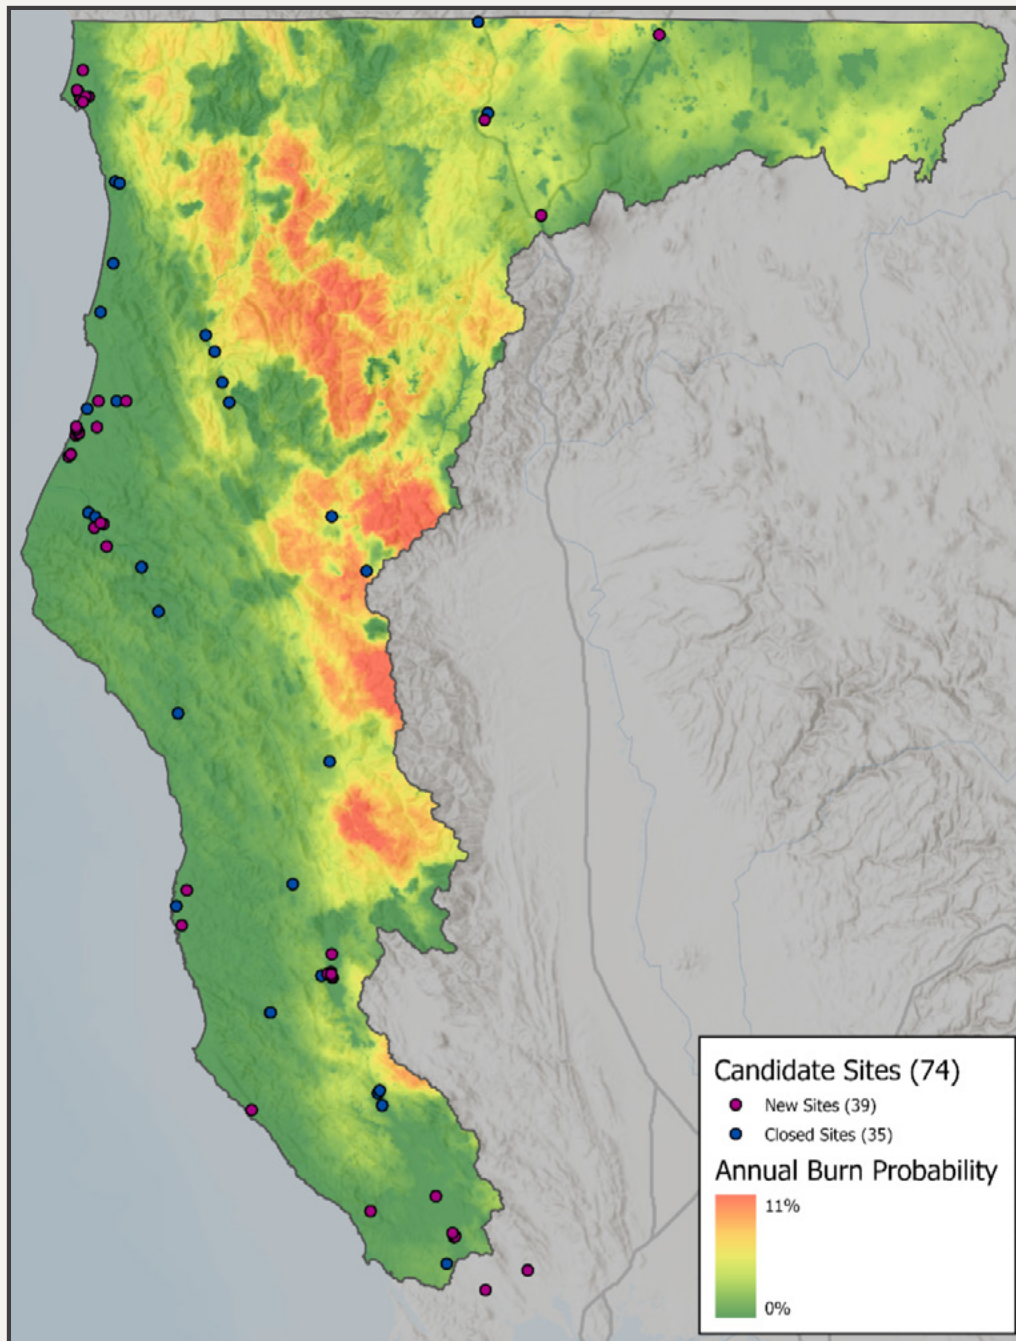 Candidate Sites (74)
New Sites (39)
Closed Sites (35)
Annual Burn Probability
11%
0%